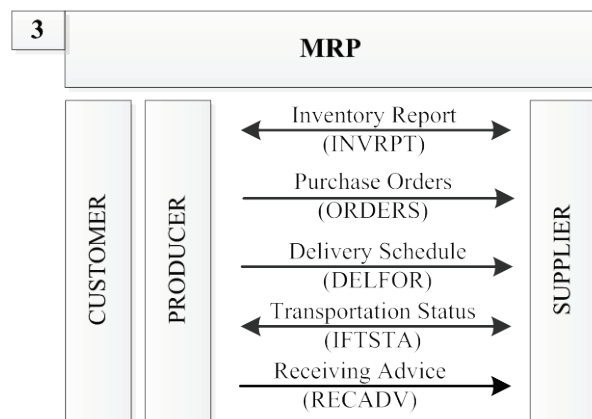 3
MRP
CUSTOMER
PRODUCER
Inventory Report
(INVRPT)
Purchase Orders
(ORDERS)
Delivery Schedule
(DELFOR)
Transportation Status
(IFTSTA)
Receiving Advice
(RECADV)
SUPPLIER